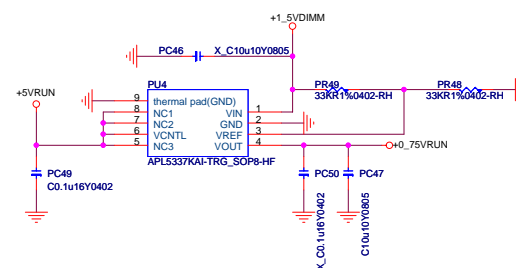 +1_5VDIMM
PC46
X_C10u10Y0805
+5VRUN
PU4
PR49
33KR1%0402-RH
PR48
33KR1%0402-RH
9 thermal pad(GND)
8 NC1 VIN 1
7 NC2 GND 2
6 VCNTL VREF 3
5 NC3 VOUT 4
APL5337KAI-TRG_SOP8-HF
+0_75VRUN
PC49
C0.1u16Y0402
PC50
X_C0.1u16Y0402
PC47
C10u10Y0805